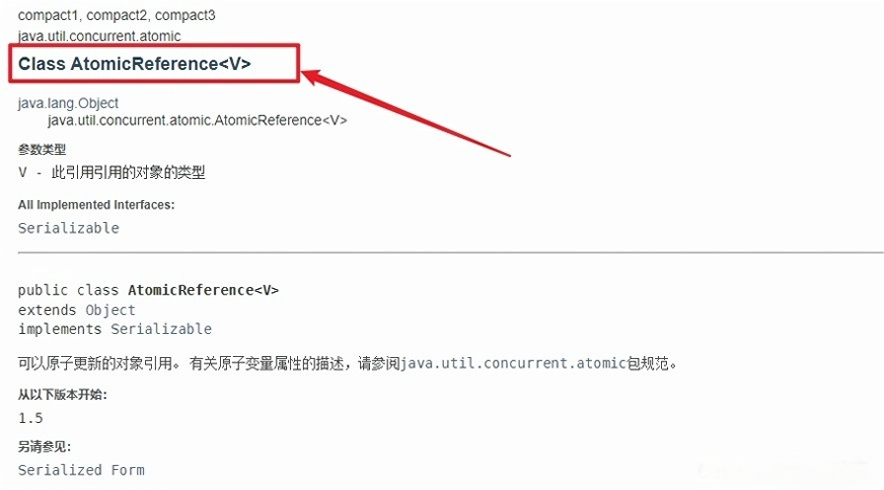 compact1, compact2, compact3
java.util.concurrent.atomic
Class AtomicReference<V>
java.lang.Object
java.util.concurrent.atomic.AtomicReference<V>
参数类型
V - 此引用引用的对象的类型
All Implemented Interfaces:
Serializable
public class AtomicReference<V>
extends Object
implements Serializable
可以原子更新的对象引用。 有关原子变量属性的描述，请参阅java.util.concurrent.atomic包规范。
从以下版本开始:
1.5
另请参见:
Serialized Form